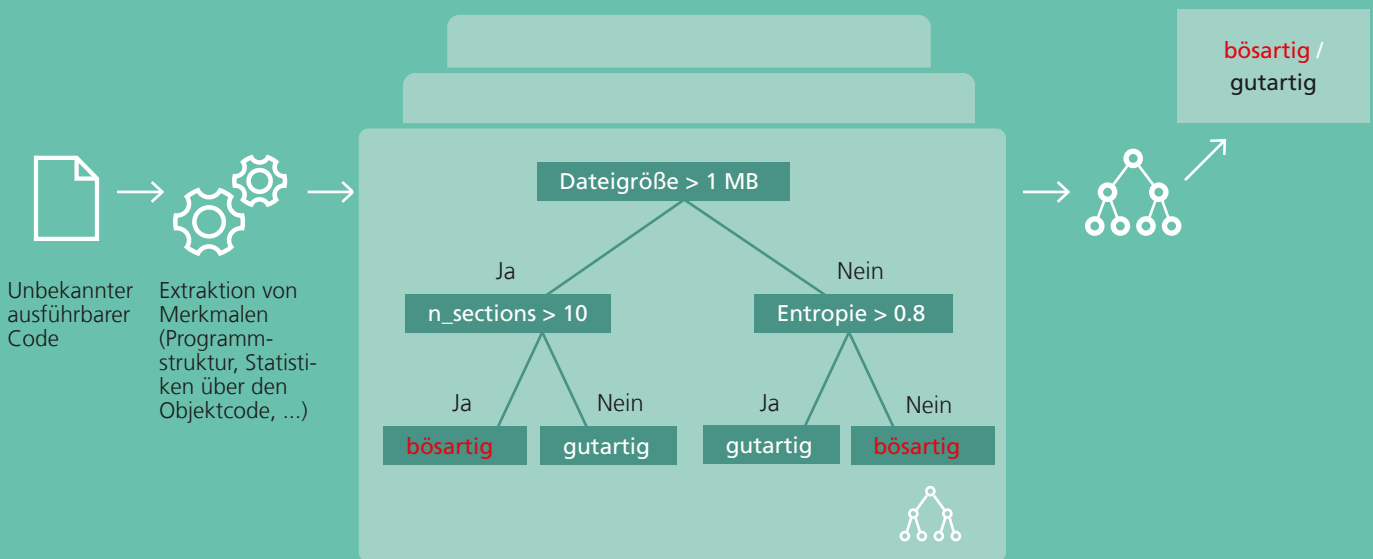 bösartig /
gutartig
Unbekannter
ausführbarer
Code
Extraktion von
Merkmalen
(Programm-
struktur, Statisti-
ken über den
Objektcode, ...)
Dateigröße > 1 MB
Ja
Nein
n_sections > 10
Entropie > 0.8
Ja
Nein
Ja
Nein
bösartig
gutartig
gutartig
bösartig